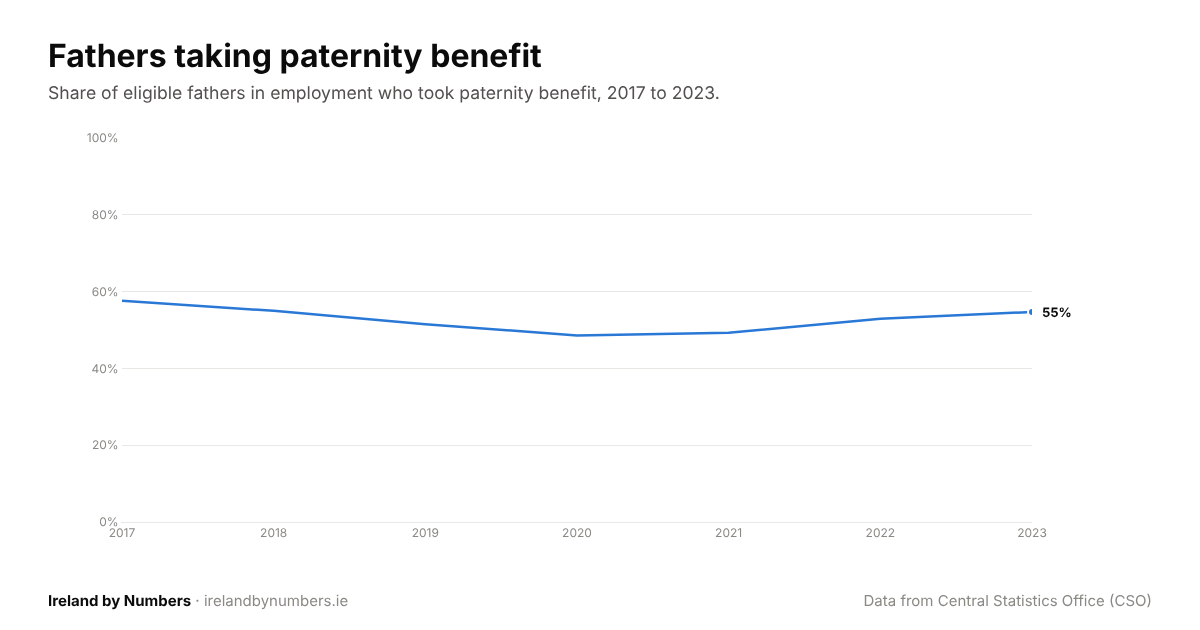 Fathers taking paternity benefit
Share of eligible fathers in employment who took paternity benefit, 2017 to 2023.
100%
80%
60%
55%
40%
20%
0%
2017 2018 2019 2020 2021 2022 2023
Ireland by Numbers · irelandbynumbers.ie Data from Central Statistics Office (CSO)